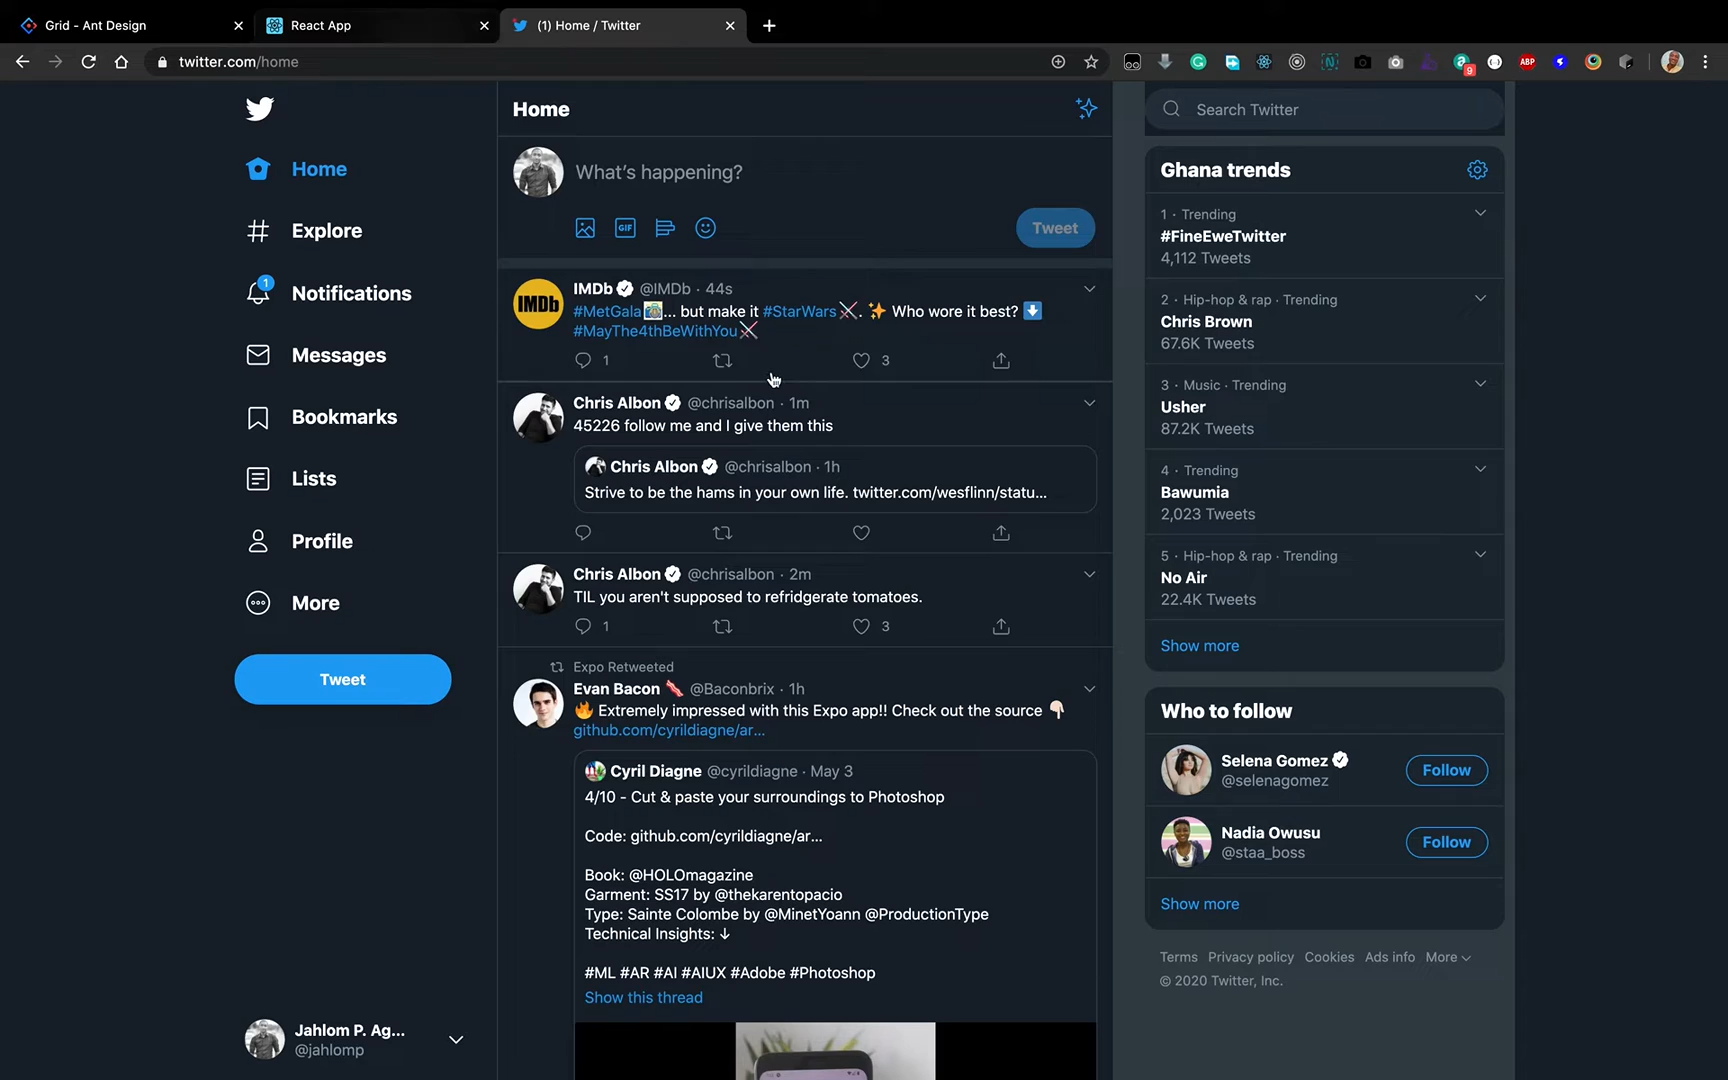 Grid - Ant Design
React App
(1) Home / Twitter
twitter.com/home
9
ABP
Home
Explore
1
Notifications
Messages
Bookmarks
Lists
Profile
More
Tweet
Jahlom P. Ag...
@jahlomp
Home
What's happening?
GIF
Tweet
IMDb
IMDb @IMDb · 44s
#MetGala... but make it #StarWars. Who wore it best?
#MayThe4thBeWithYou
1 3
Chris Albon @chrisalbon · 1m
45226 follow me and I give them this
Chris Albon @chrisalbon · 1h
Strive to be the hams in your own life. twitter.com/wesflinn/statu...
Chris Albon @chrisalbon · 2m
TIL you aren't supposed to refridgerate tomatoes.
1 3
Expo Retweeted
Evan Bacon 🥓 @Baconbrix · 1h
🔥 Extremely impressed with this Expo app!! Check out the source 👇🏻
github.com/cyrildiagne/ar...
Cyril Diagne @cyrildiagne · May 3
4/10 - Cut & paste your surroundings to Photoshop
Code: github.com/cyrildiagne/ar...
Book: @HOLOmagazine
Garment: SS17 by @thekarentopacio
Type: Sainte Colombe by @MinetYoann @ProductionType
Technical Insights: ↓
#ML #AR #AI #AIUX #Adobe #Photoshop
Show this thread
Search Twitter
Ghana trends
1 · Trending
#FineEweTwitter
4,112 Tweets
2 · Hip-hop & rap · Trending
Chris Brown
67.6K Tweets
3 · Music · Trending
Usher
87.2K Tweets
4 · Trending
Bawumia
2,023 Tweets
5 · Hip-hop & rap · Trending
No Air
22.4K Tweets
Show more
Who to follow
Selena Gomez
@selenagomez
Follow
Nadia Owusu
@staa_boss
Follow
Show more
Terms Privacy policy Cookies Ads info More
© 2020 Twitter, Inc.